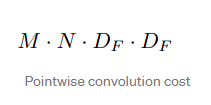 M · N · D_F · D_F
Pointwise convolution cost